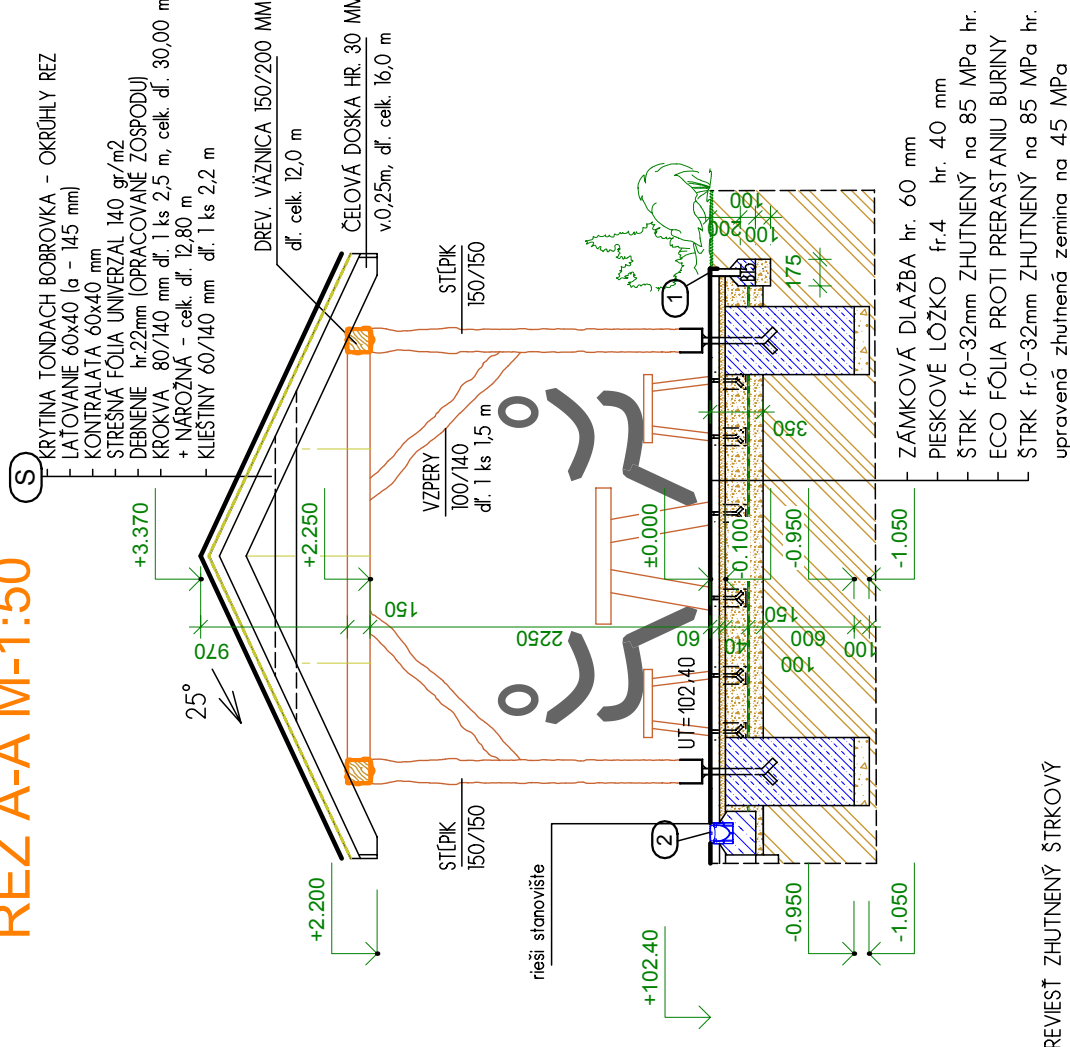 REZ A-A M-1:50
S
KRYTINA TONDACH BOBROVKA - OKRÚHLY REZ
LAŤOVANIE 60x40 (a - 145 mm)
KONTRALAŤA 60x40 mm
STREŠNÁ FÓLIA UNIVERZAL 140 gr/m2
DEBNENIE hr.22mm (OPRACOVANÉ ZOSPODU)
KROKVA 80/140 mm dĺ. 1 ks 2,5 m, celk. dĺ. 30,00 m
+ NÁROŽNÁ - celk. dĺ. 12,80 m
KLIEŠTINY 60/140 mm dĺ. 1 ks 2,2 m
DREV. VÄZNICA 150/200 MM
dĺ. celk. 12,0 m
ČELOVÁ DOSKA HR. 30 MM
v.0,25m, dĺ. celk. 16,0 m
+3.370
+2.250
970
150
25°
+2.200
STĹPIK
150/150
STĹPIK
150/150
VZPERY
100/140
dĺ. 1 ks 1,5 m
2250
rieši stanovište
+102.40
UT=102,40
±0.000
-0.100
-0.950
-1.050
-0.950
-1.050
60
40
150
100
600
100
350
175
200
100
100
1
2
ZÁMKOVÁ DLAŽBA hr. 60 mm
PIESKOVÉ LÔŽKO fr.4 hr. 40 mm
ŠTRK fr.0-32mm ZHUTNENÝ na 85 MPa hr.
ECO FÓLIA PROTI PRERASTANIU BURINY
ŠTRK fr.0-32mm ZHUTNENÝ na 85 MPa hr.
upravená zhutnená zemina na 45 MPa
REVIESŤ ZHUTNENÝ ŠTRKOVÝ